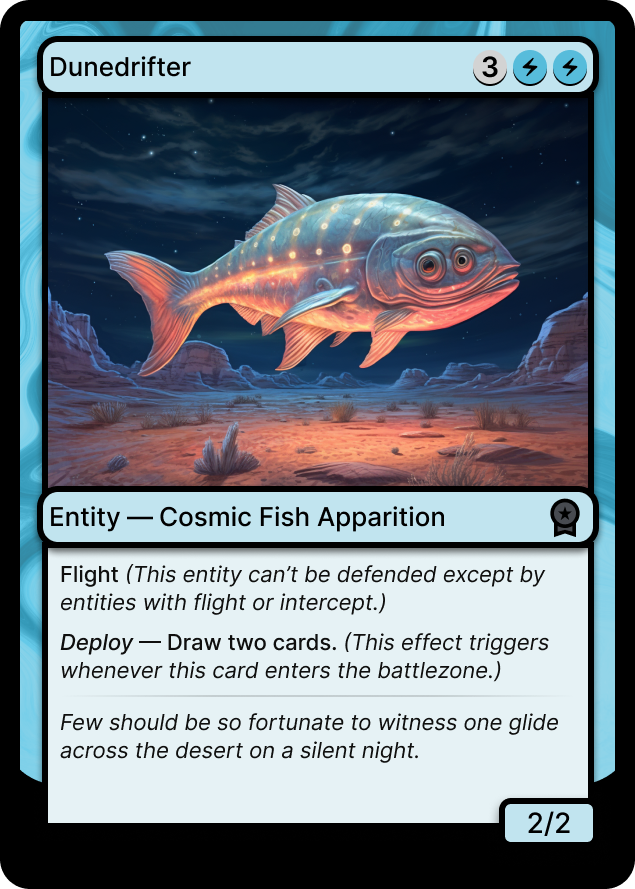 Dunedrifter 3
Entity — Cosmic Fish Apparition
Flight (This entity can’t be defended except by
entities with flight or intercept.)
Deploy — Draw two cards. (This effect triggers
whenever this card enters the battlezone.)
Few should be so fortunate to witness one glide
across the desert on a silent night.
2/2